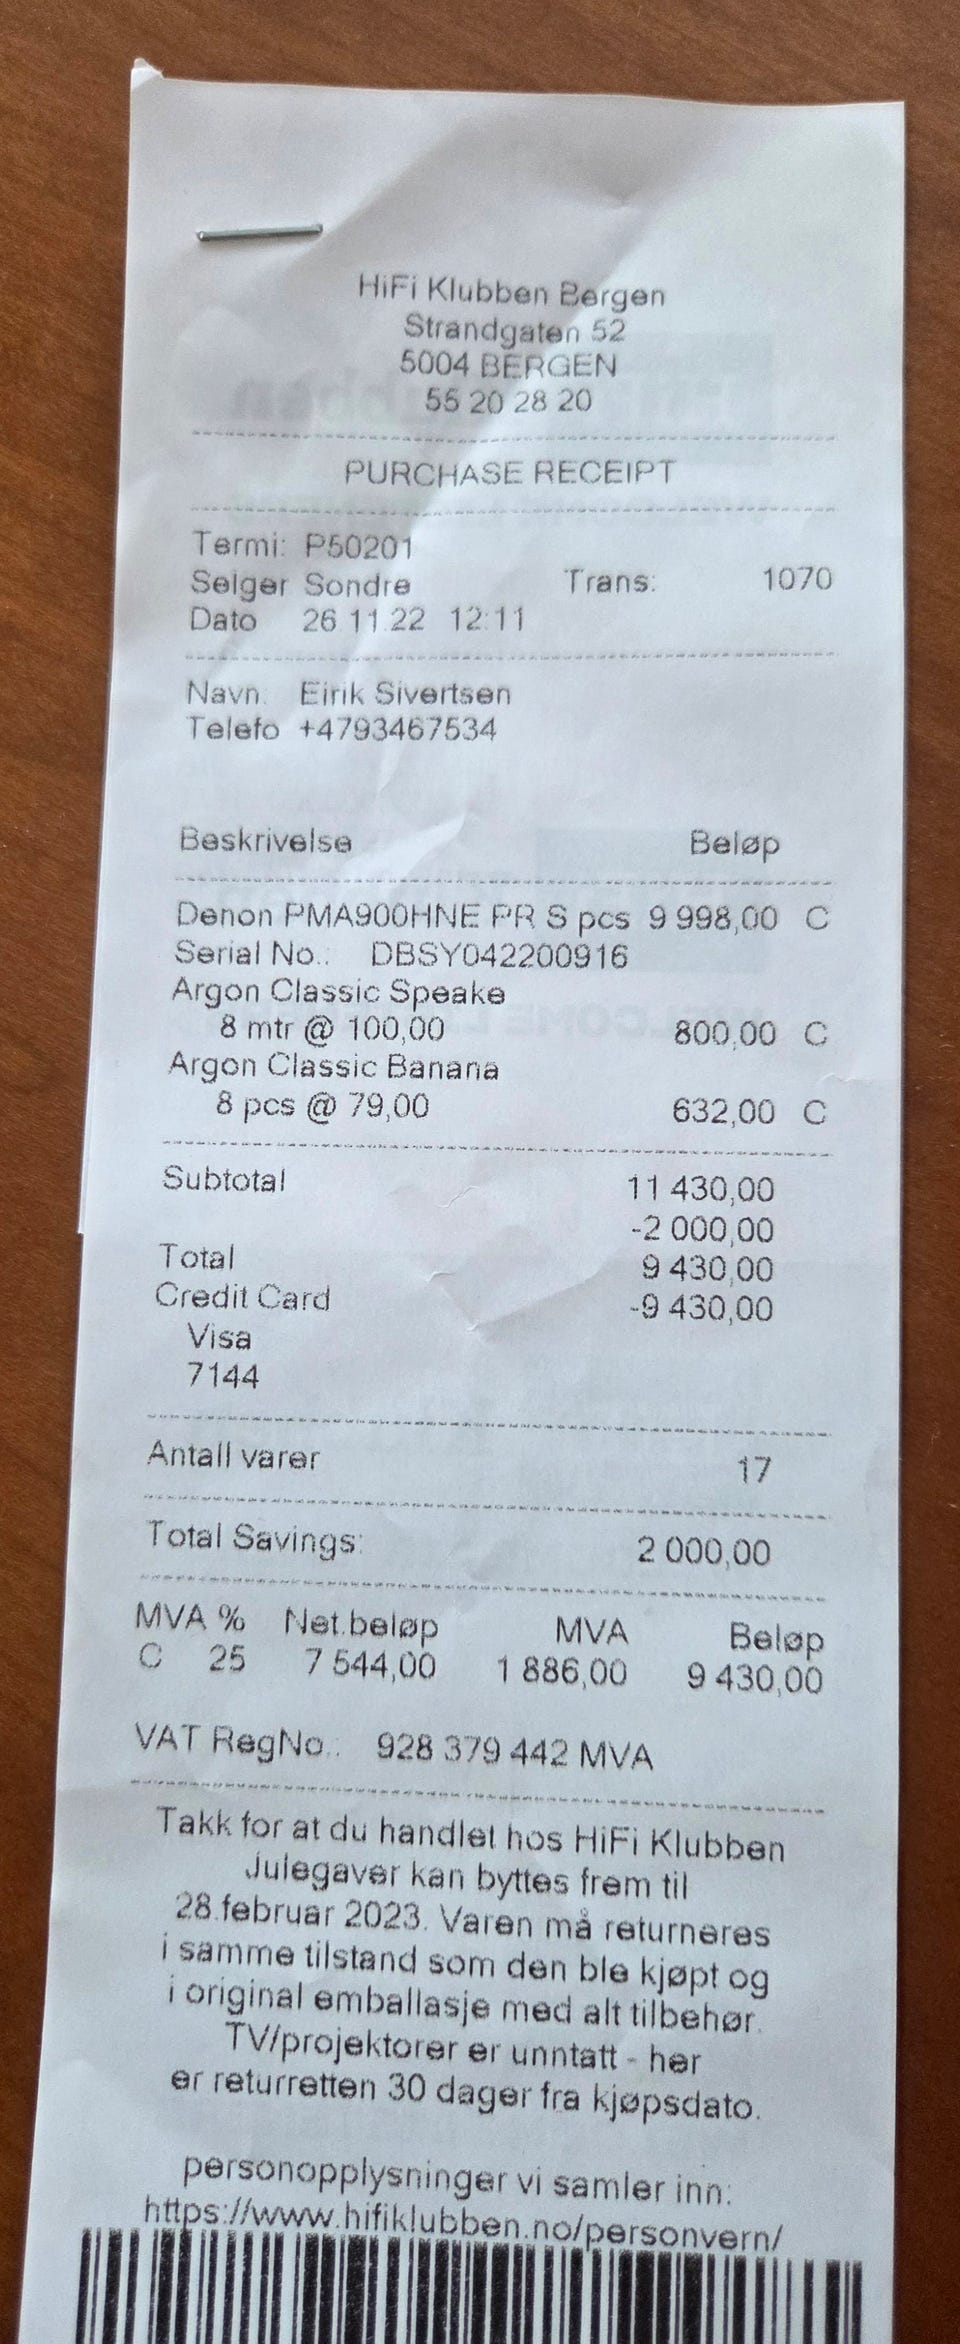 HiFi Klubben Bergen
Strandgaten 52
5004 BERGEN
55 20 28 20
PURCHASE RECEIPT
Termi: P50201
Selger Sondre Trans: 1070
Dato 26.11.22 12:11
Navn: Eirik Sivertsen
Telefo +4793467534
Beskrivelse Beløp
Denon PMA900HNE PR S pcs 9 998,00 C
Serial No.: DBSY042200916
Argon Classic Speake
8 mtr @ 100,00 800,00 C
Argon Classic Banana
8 pcs @ 79,00 632,00 C
Subtotal 11 430,00
-2 000,00
Total 9 430,00
Credit Card -9 430,00
Visa
7144
Antall varer 17
Total Savings: 2 000,00
MVA % Net.beløp MVA Beløp
C 25 7 544,00 1 886,00 9 430,00
VAT RegNo.: 928 379 442 MVA
Takk for at du handlet hos HiFi Klubben
Julegaver kan byttes frem til
28.februar 2023. Varen må returneres
i samme tilstand som den ble kjøpt og
i original emballasje med alt tilbehør.
TV/projektorer er unntatt - her
er returretten 30 dager fra kjøpsdato.
personopplysninger vi samler inn:
https://www.hifiklubben.no/personvern/